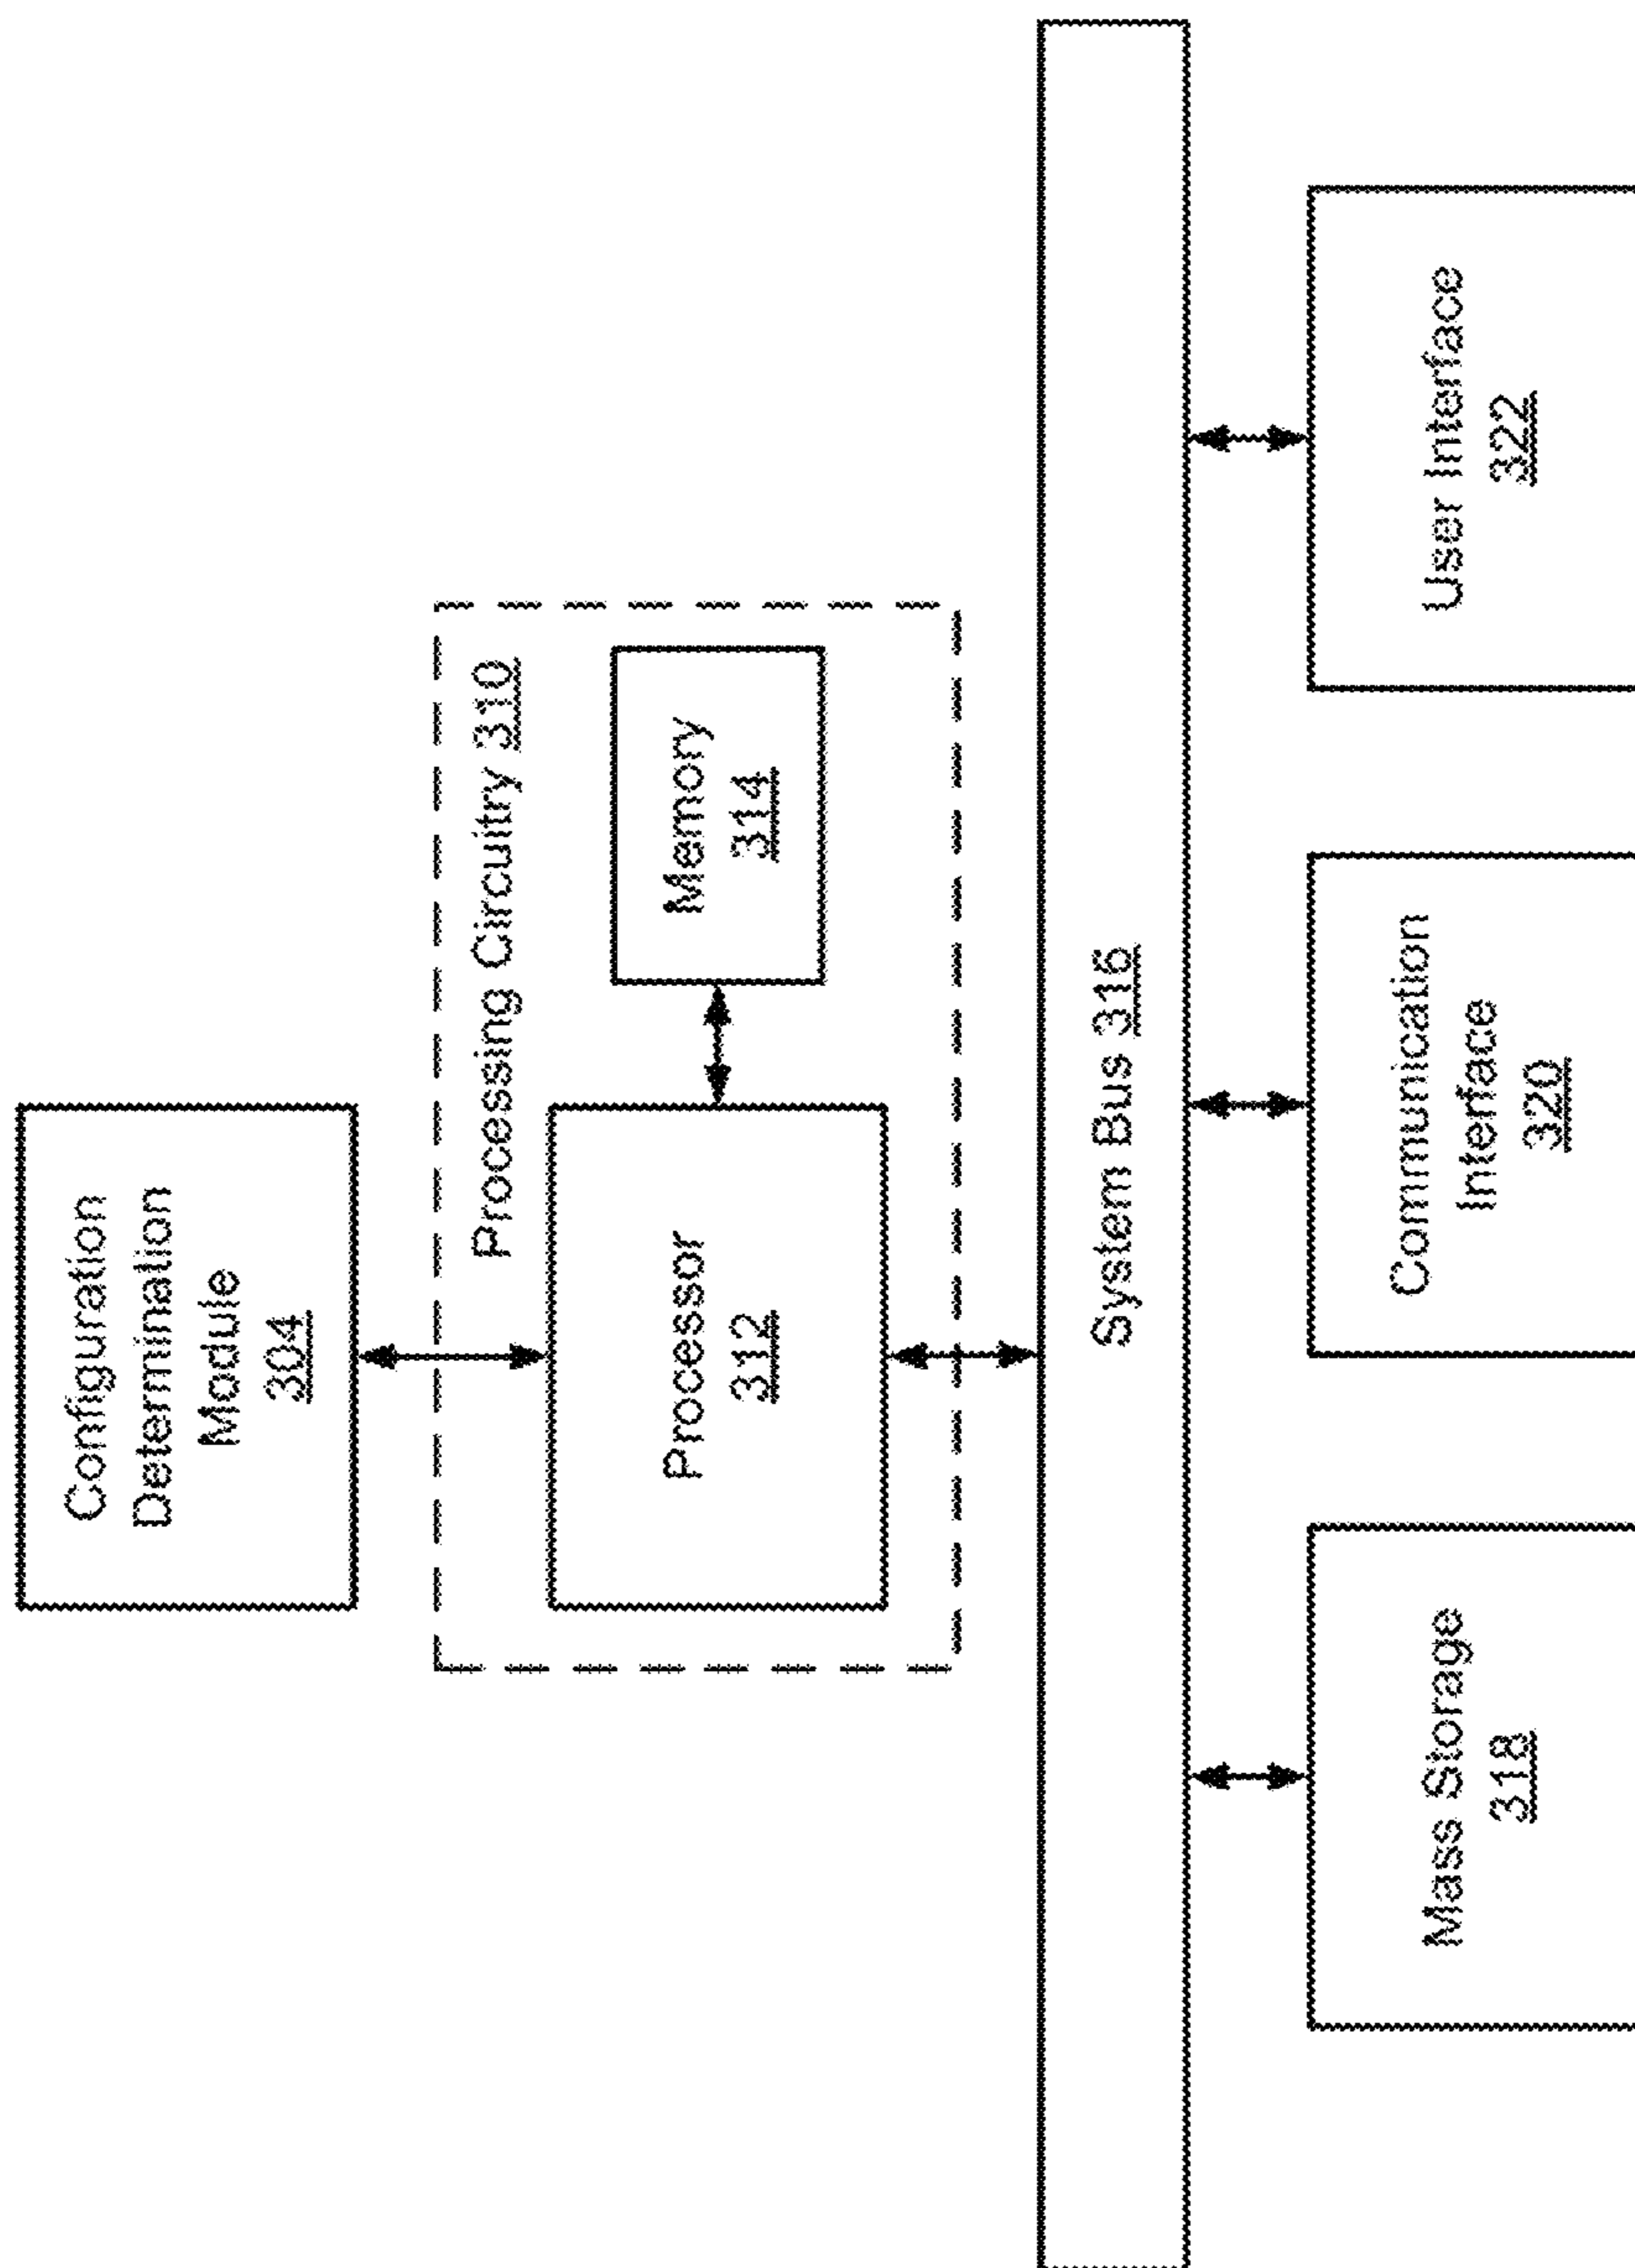 Configuration
Determination
Module
304
Processing Circuitry 310
Processor
312
Memory
314
System Bus 316
Mass Storage
318
Communication
Interface
320
User Interface
322